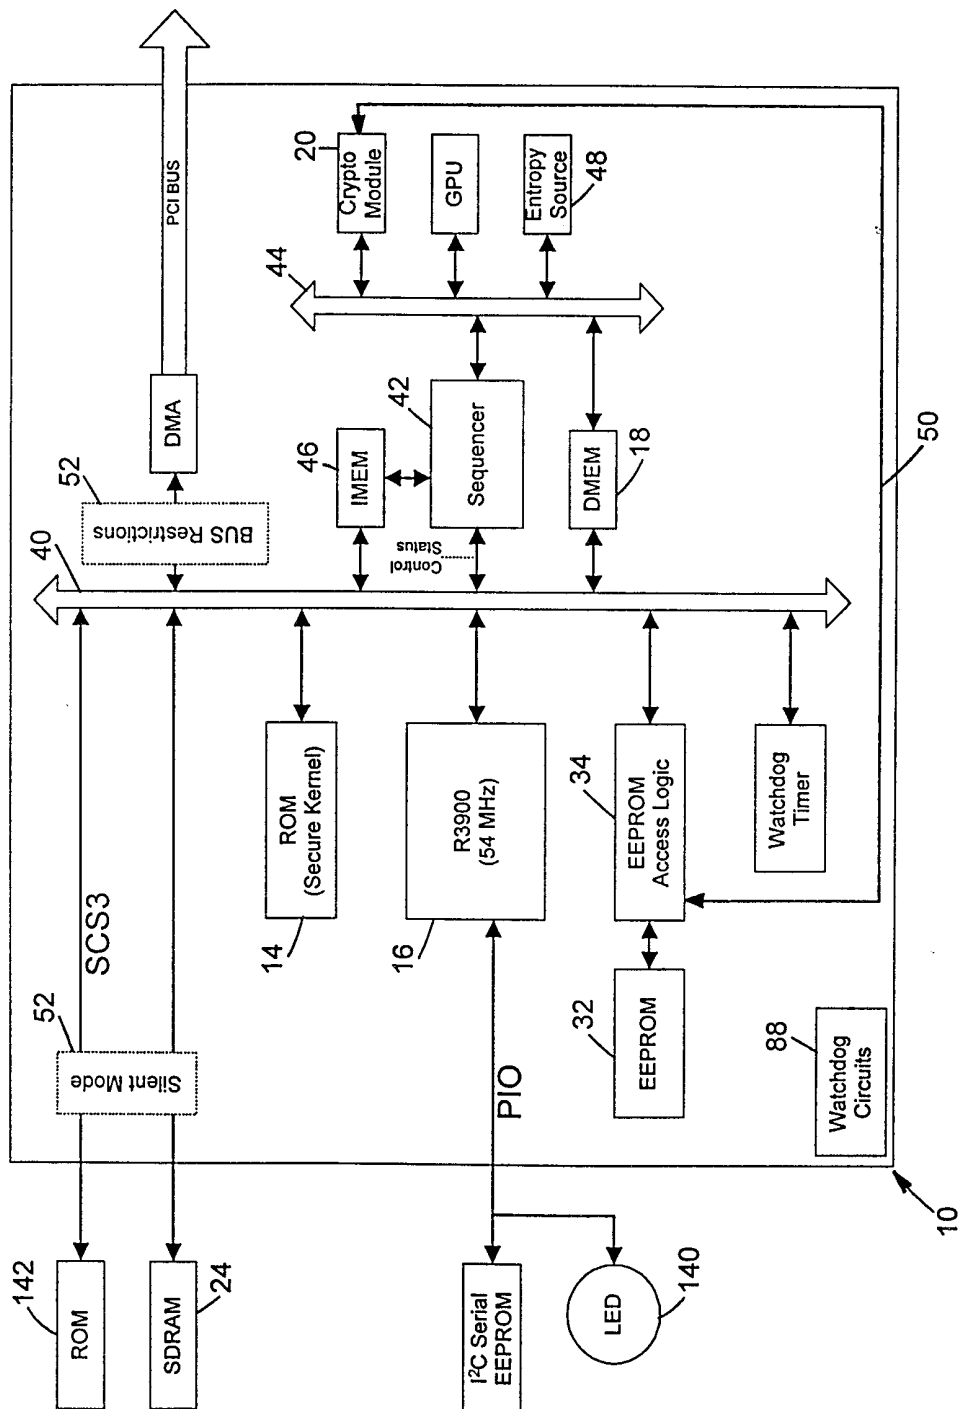 142
ROM
SDRAM
24
I²C Serial
EEPROM
LED
140
10
52
Silent Mode
SCS3
PIO
14
ROM
(Secure Kernel)
16
R3900
(54 MHz)
32
EEPROM
34
EEPROM
Access Logic
Watchdog
Timer
88
Watchdog
Circuits
40
52
BUS Restrictions
DMA
PCI BUS
46
IMEM
42
Sequencer
Control
Status
DMEM
18
44
20
Crypto
Module
GPU
Entropy
Source
48
50